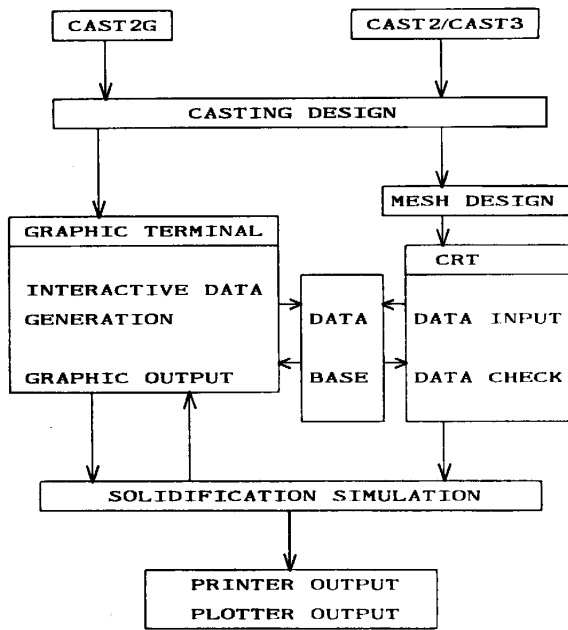 CAST2G
CAST2/CAST3
CASTING DESIGN
MESH DESIGN
GRAPHIC TERMINAL
INTERACTIVE DATA
GENERATION
GRAPHIC OUTPUT
DATA
BASE
CRT
DATA INPUT
DATA CHECK
SOLIDIFICATION SIMULATION
PRINTER OUTPUT
PLOTTER OUTPUT